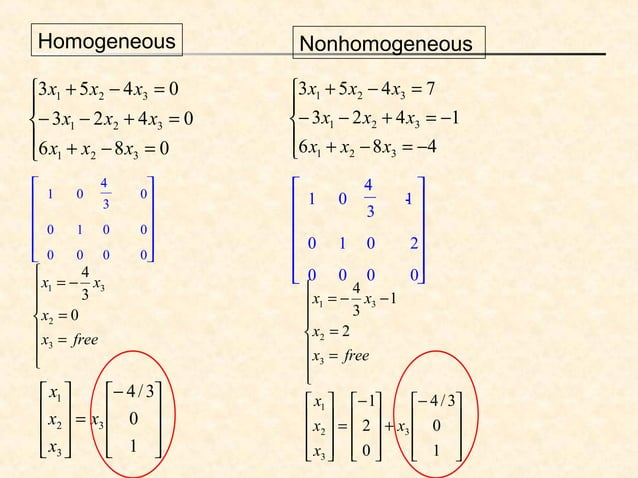 Homogeneous
3x₁ + 5x₂ − 4x₃ = 0
−3x₁ − 2x₂ + 4x₃ = 0
6x₁ + x₂ − 8x₃ = 0
1 0 4/3 0
0 1 0 0
0 0 0 0
x₁ = −4/3 x₃
x₂ = 0
x₃ = free
[x₁ x₂ x₃] = x₃ [−4/3 0 1]
Nonhomogeneous
3x₁ + 5x₂ − 4x₃ = 7
−3x₁ − 2x₂ + 4x₃ = −1
6x₁ + x₂ − 8x₃ = −4
1 0 4/3 -1
0 1 0 2
0 0 0 0
x₁ = −4/3 x₃ − 1
x₂ = 2
x₃ = free
[x₁ x₂ x₃] = [−1 2 0] + x₃ [−4/3 0 1]